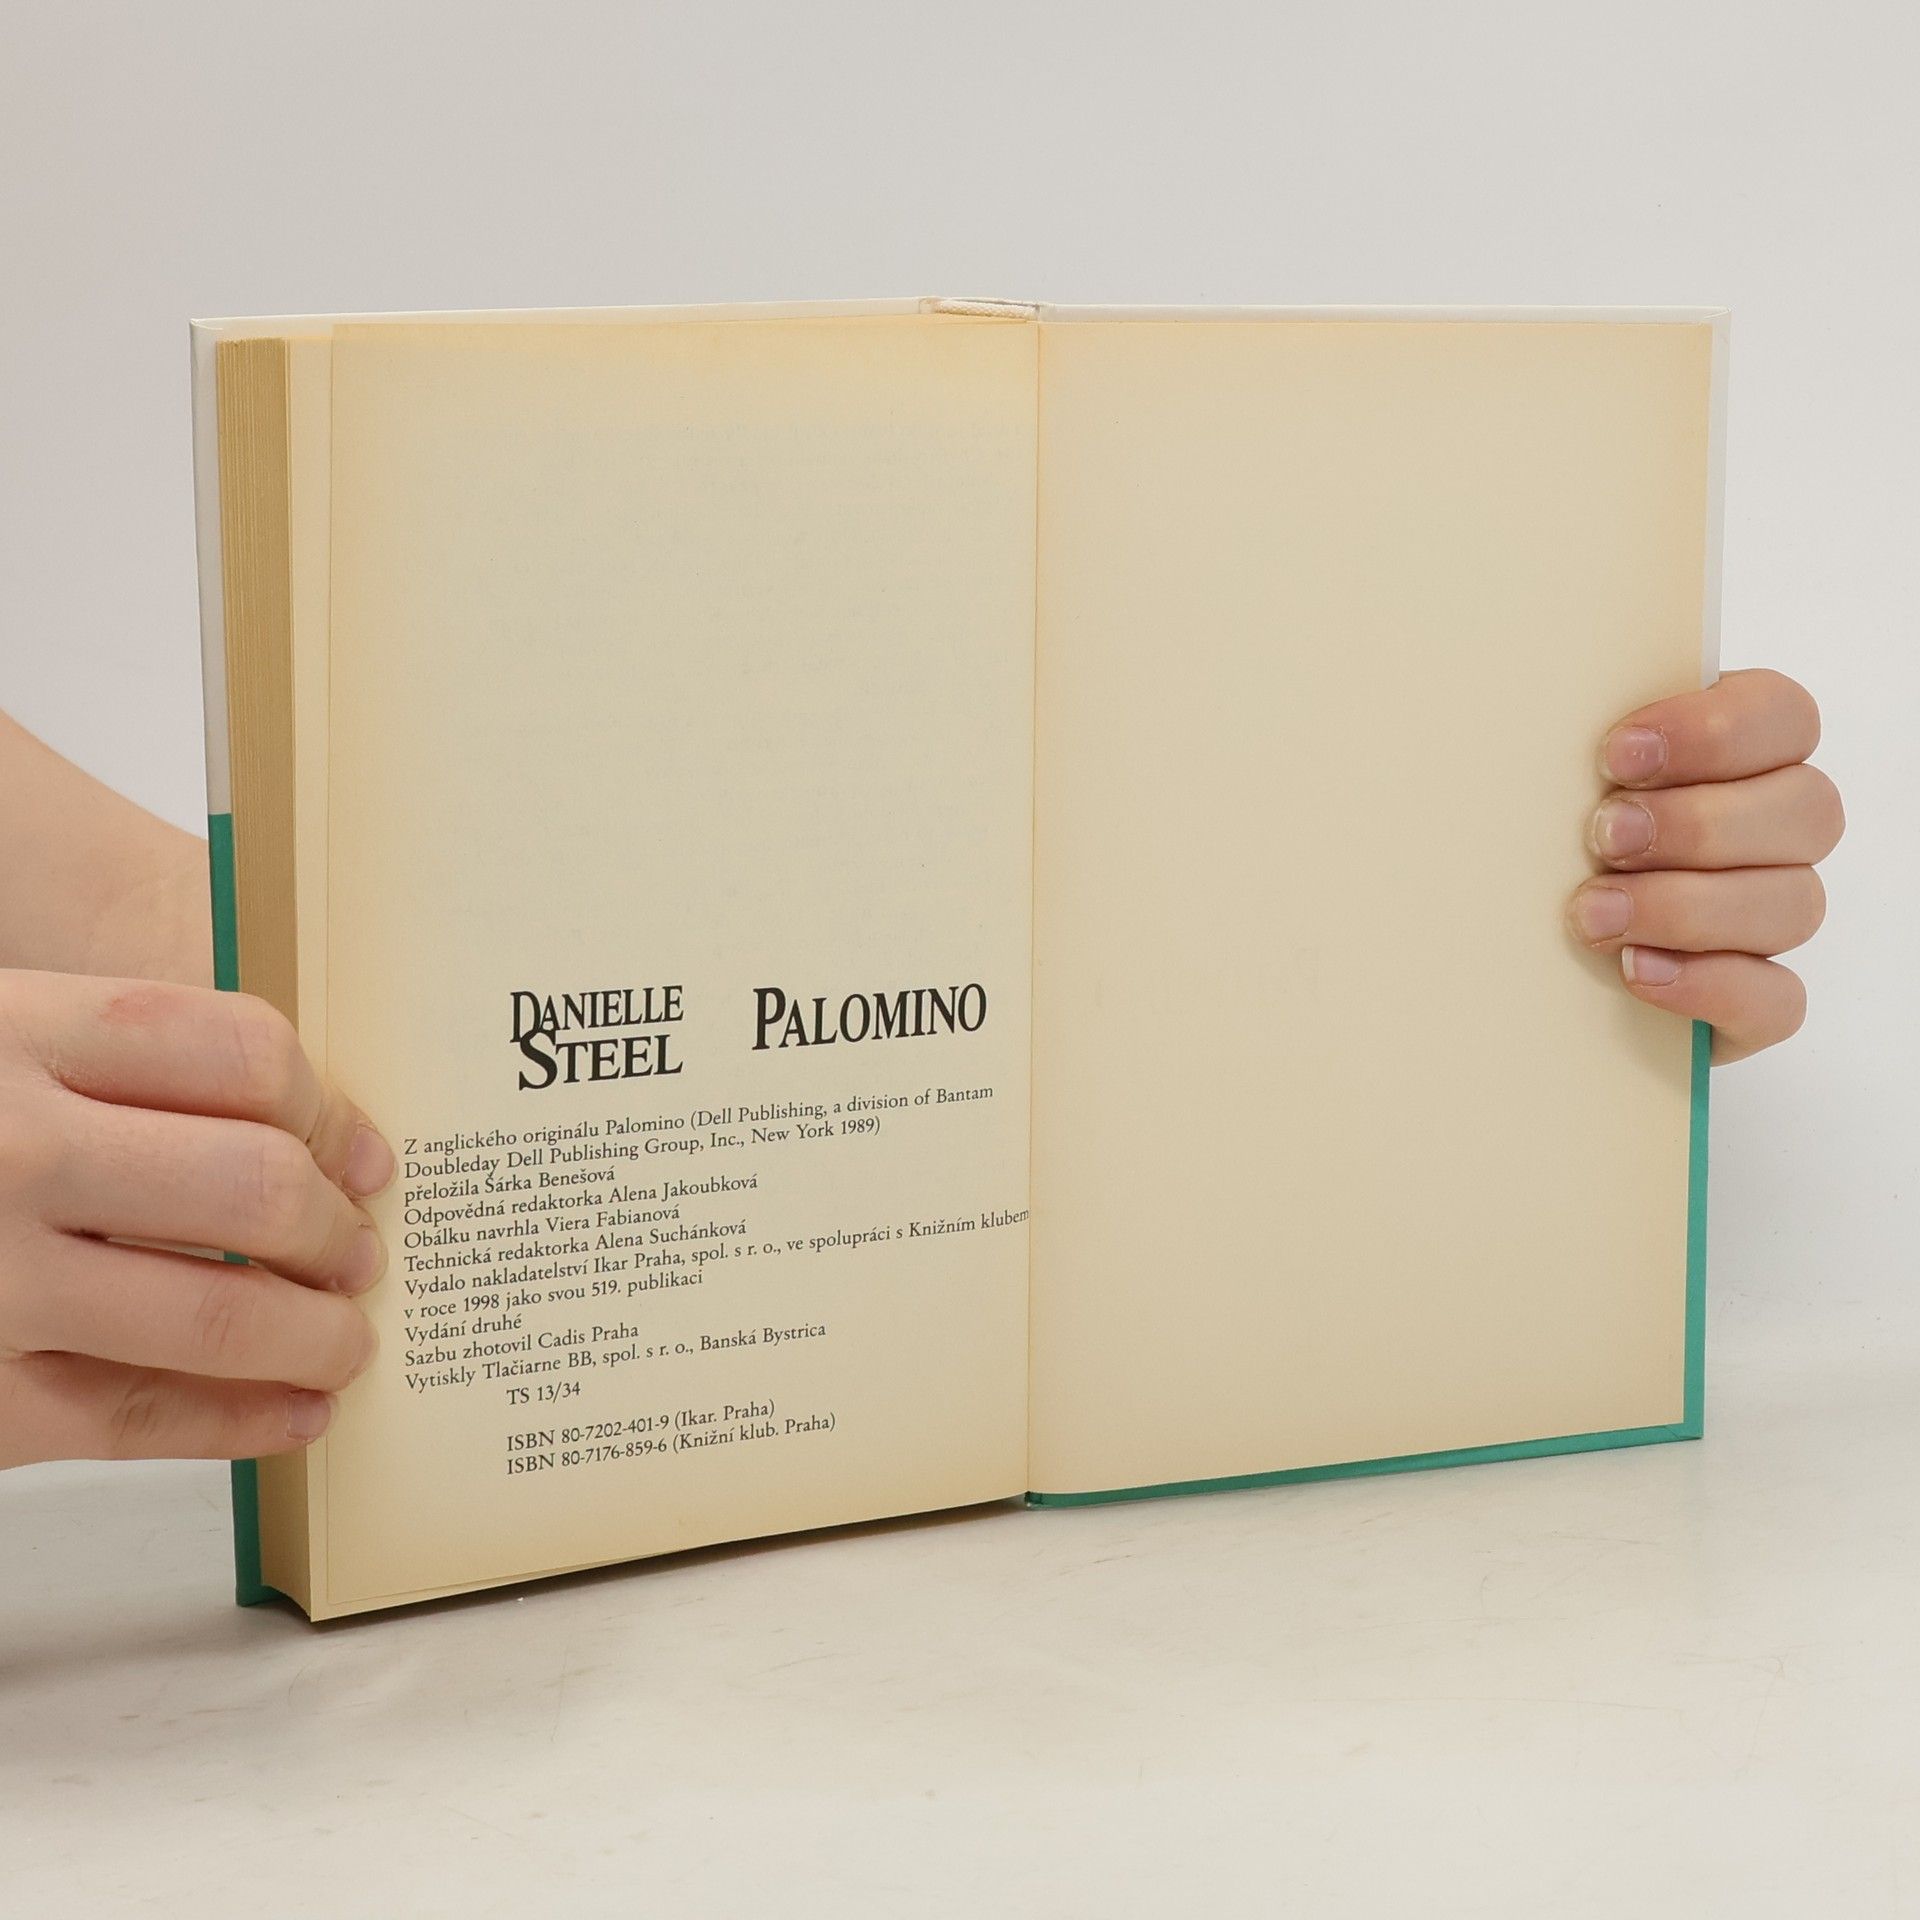 DANIELLE
STEEL
PALOMINO
Z anglického originálu Palomino (Dell Publishing, a division of Bantam
Doubleday Dell Publishing Group, Inc., New York 1989)
přeložila Šárka Benešová
Odpovědná redaktorka Alena Jakoubková
Obálku navrhla Viera Fabianová
Technická redaktorka Alena Suchánková
Vydalo nakladatelství Ikar Praha, spol. s r. o., ve spolupráci s Knižním klubem
v roce 1998 jako svou 519. publikaci
Vydání druhé
Sazbu zhotovil Cadis Praha
Vytiskly Tlačiarne BB, spol. s r. o., Banská Bystrica
TS 13/34
ISBN 80-7202-401-9 (Ikar. Praha)
ISBN 80-7176-859-6 (Knižní klub. Praha)